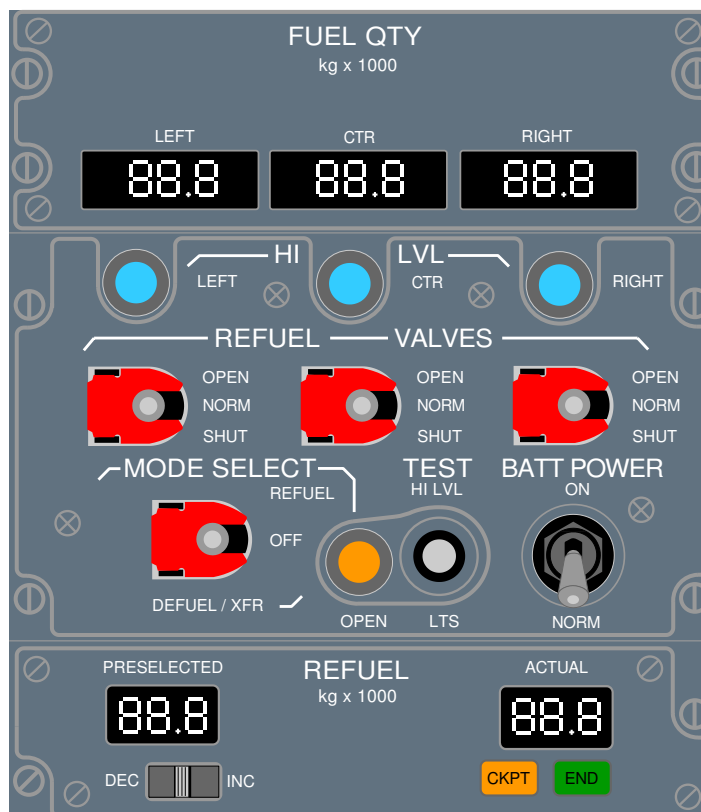 FUEL QTY
kg x 1000
LEFT CTR RIGHT
88.8 88.8 88.8
HI LVL
LEFT CTR RIGHT
REFUEL VALVES
OPEN OPEN OPEN
NORM NORM NORM
SHUT SHUT SHUT
MODE SELECT TEST BATT POWER
REFUEL HI LVL ON
OFF
DEFUEL / XFR
OPEN LTS NORM
PRESELECTED REFUEL ACTUAL
kg x 1000
88.8 88.8
DEC INC CKPT END